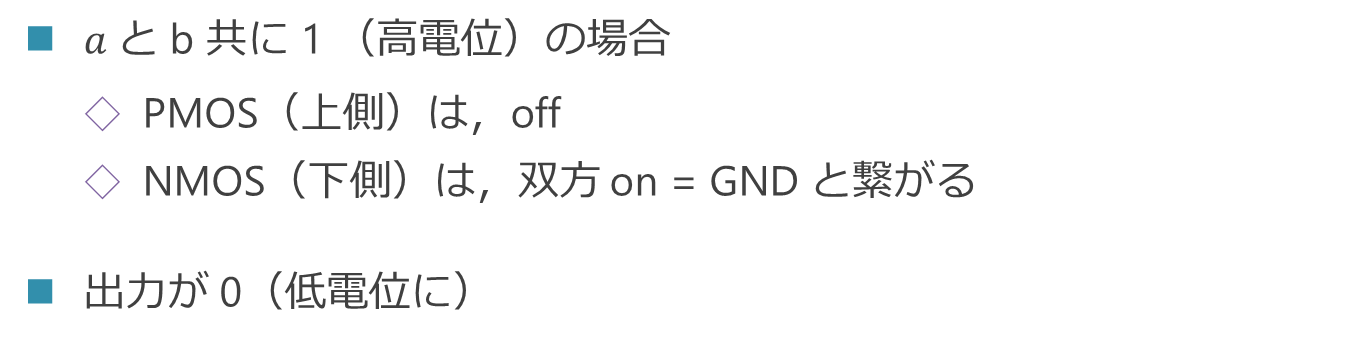 ■ a と b 共に 1 （高電位）の場合
◇ PMOS（上側）は，off
◇ NMOS（下側）は，双方 on = GND と繋がる
■ 出力が 0（低電位に）